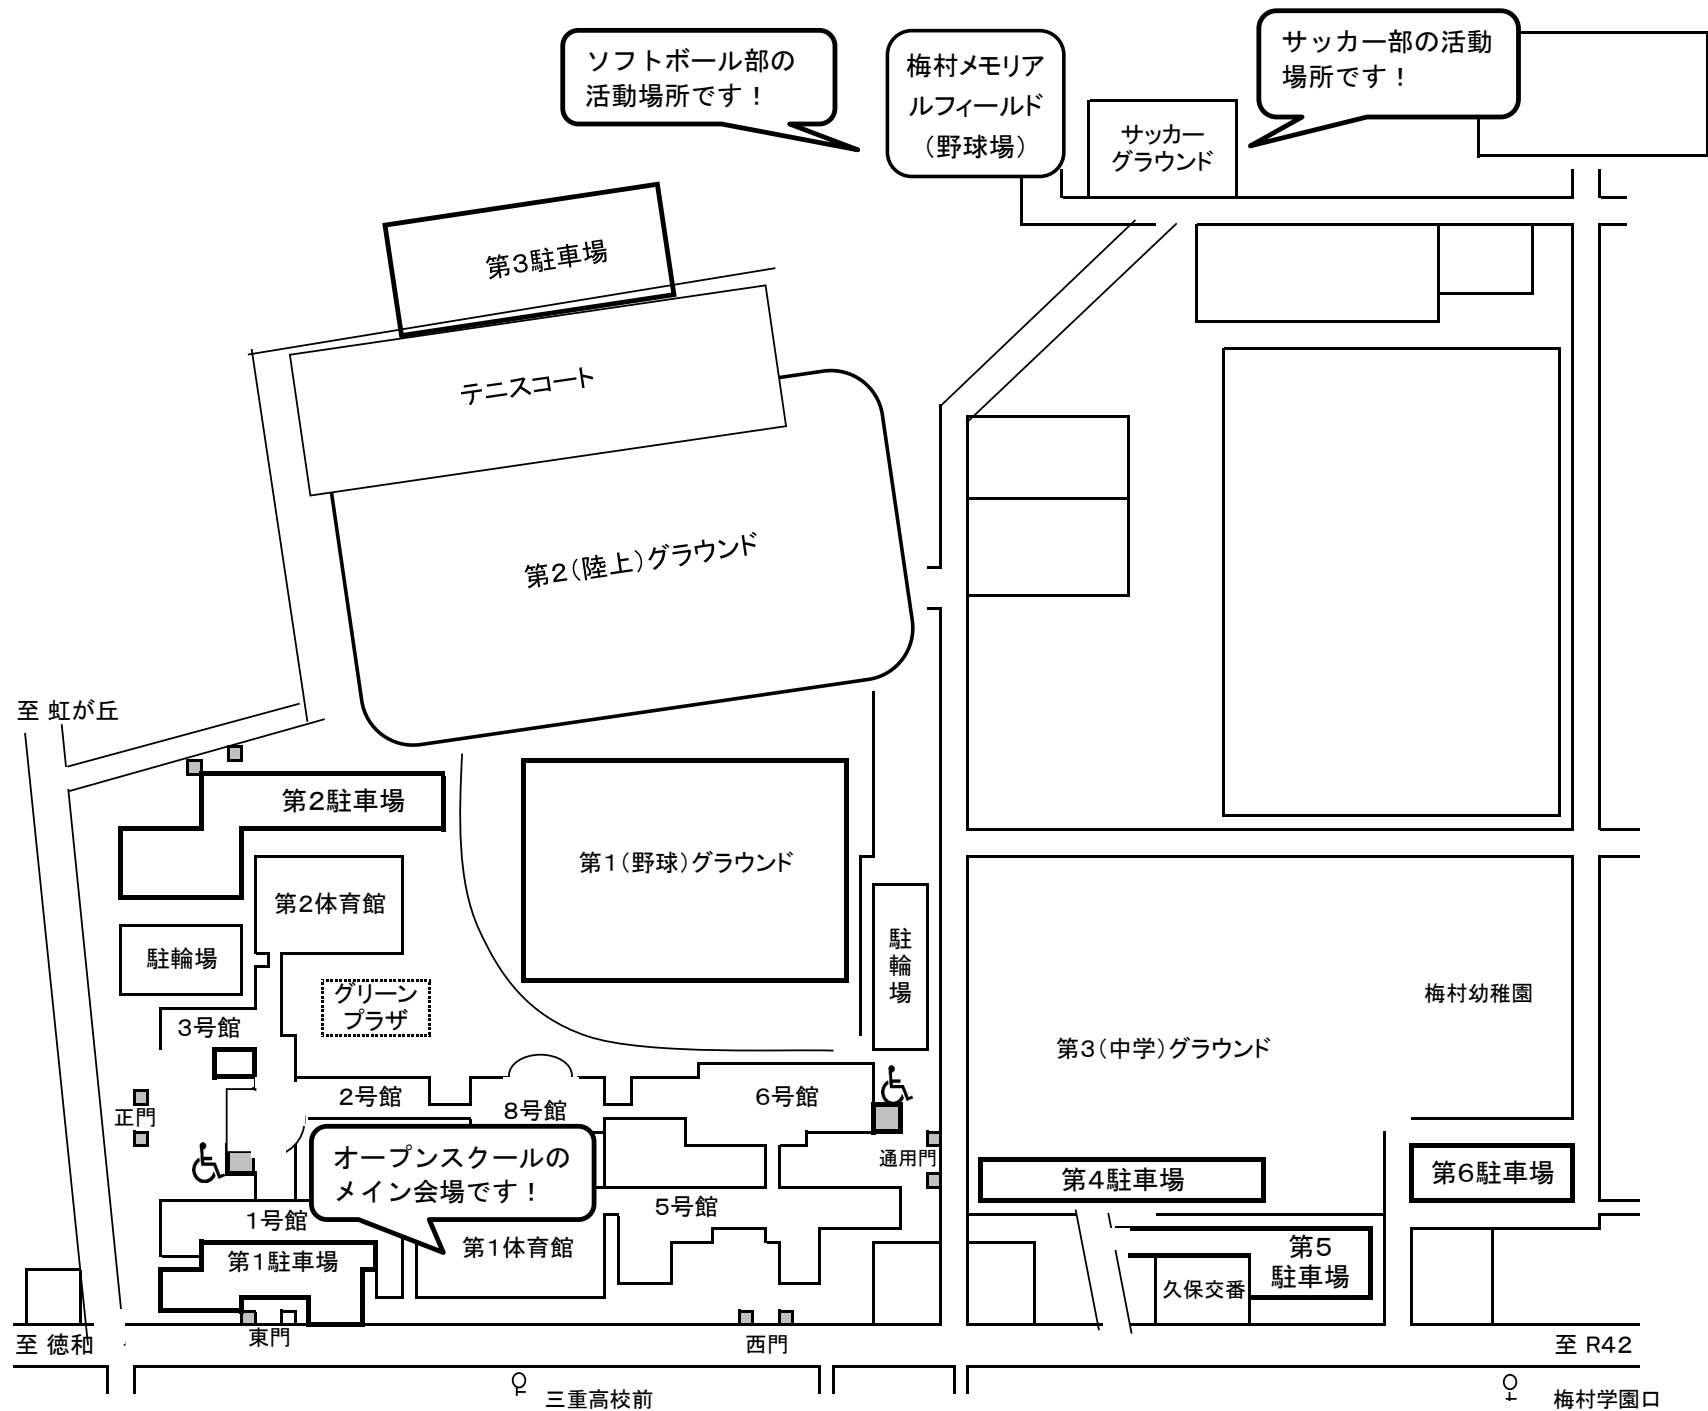 ソフトボール部の
活動場所です！
梅村メモリア
ルフィールド
（野球場）
サッカー部の活動
場所です！
サッカー
グラウンド
第3駐車場
テニスコート
第2（陸上）グラウンド
至 虹が丘
第2駐車場
第1（野球）グラウンド
第2体育館
駐輪場
駐
輪
場
グリーン
プラザ
梅村幼稚園
3号館
第3（中学）グラウンド
2号館
8号館
6号館
正門
オープンスクールの
メイン会場です！
通用門
第4駐車場
第6駐車場
1号館
5号館
第1駐車場
第1体育館
第5
駐車場
久保交番
至 徳和
東門
西門
至 R42
三重高校前
梅村学園口